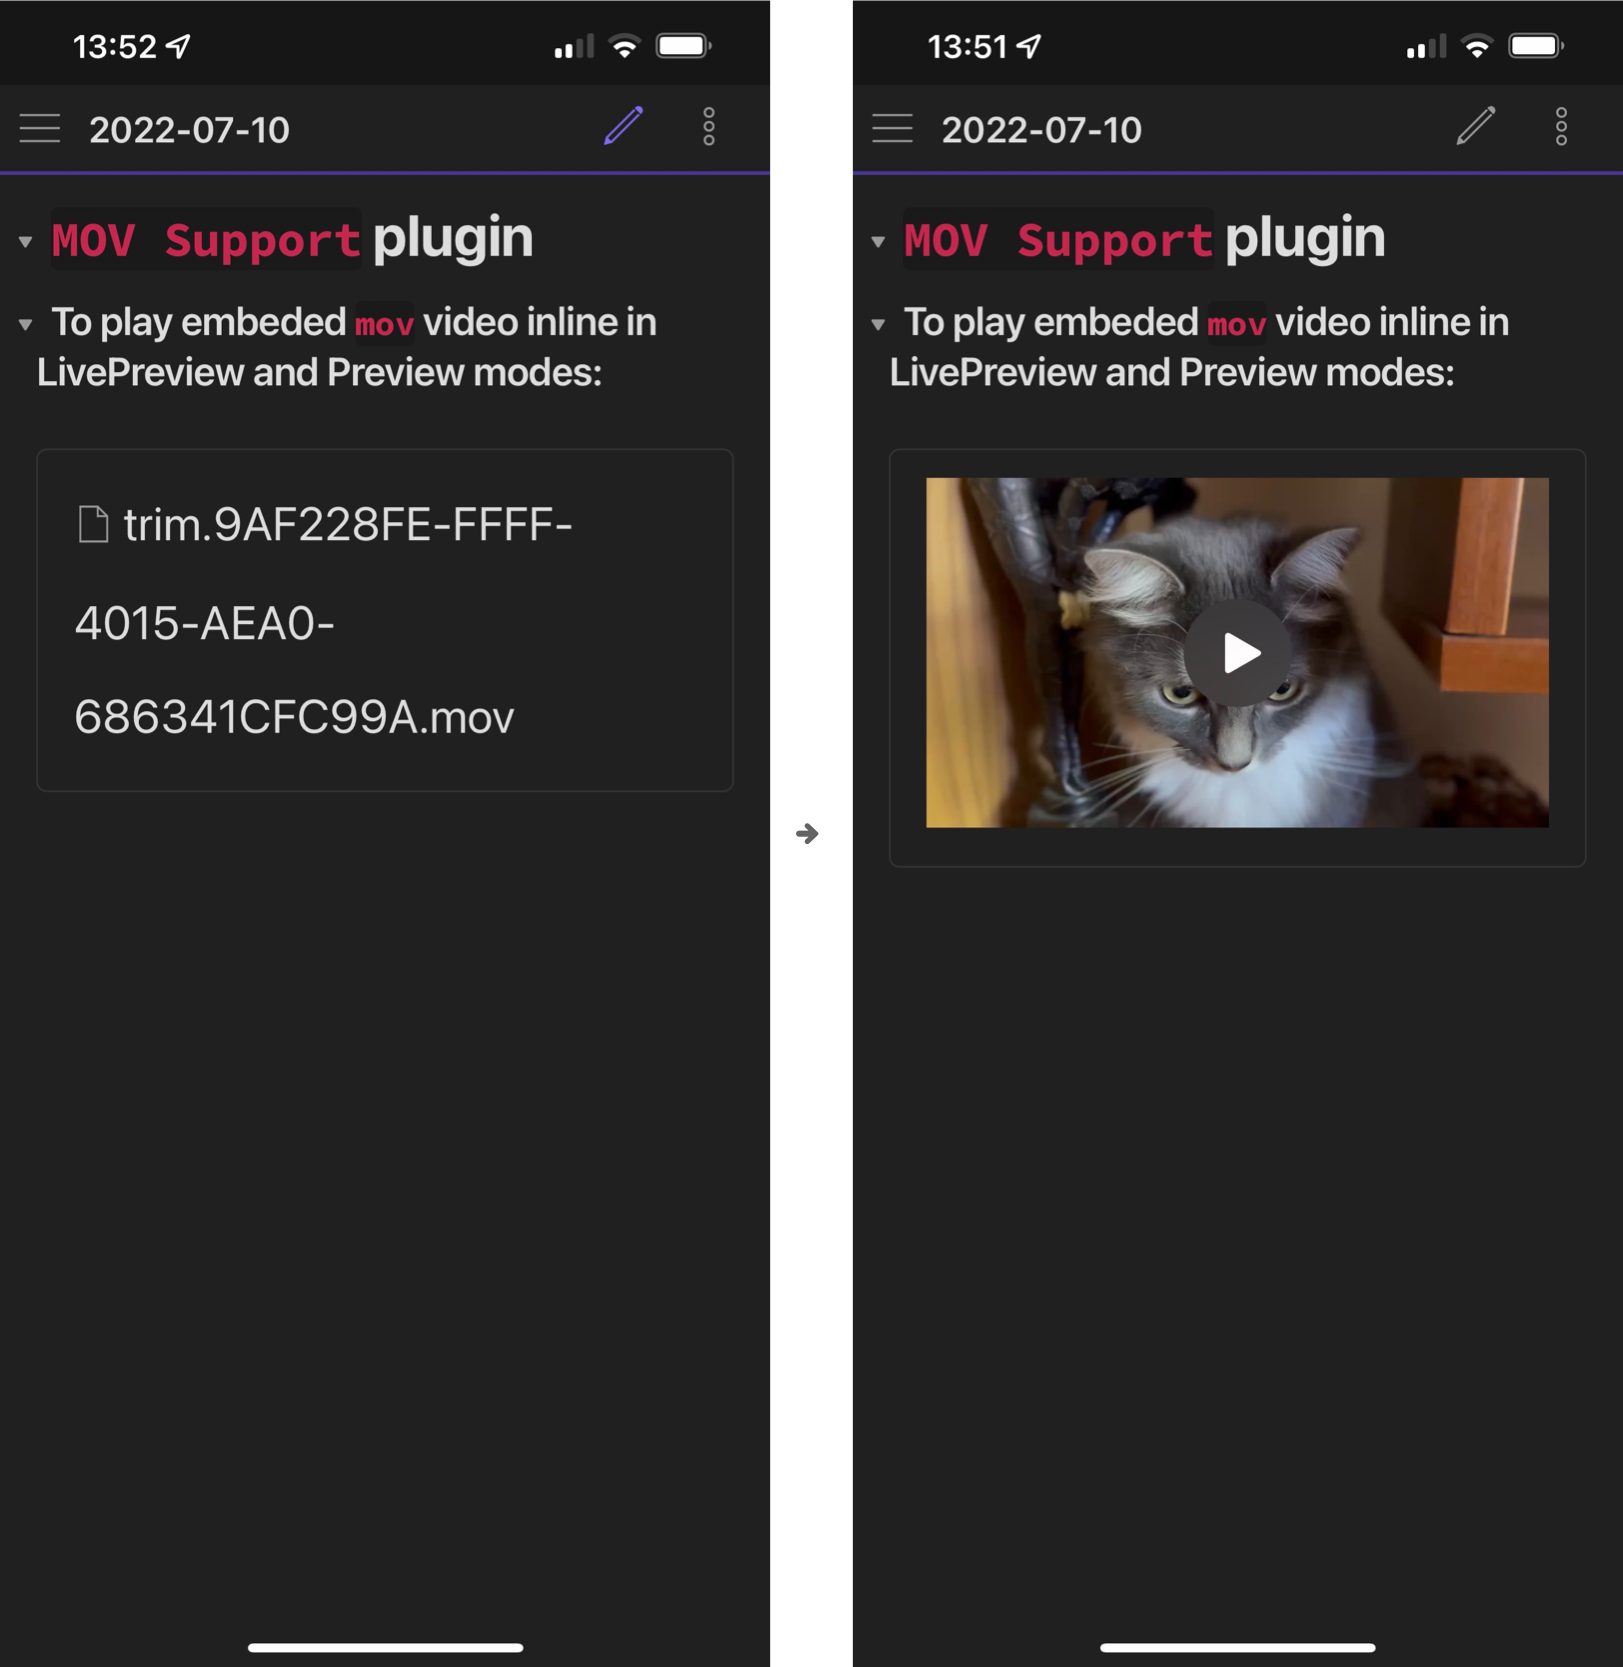 13:52
2022-07-10
MOV Support plugin
To play embeded mov video inline in
LivePreview and Preview modes:
trim.9AF228FE-FFFF-
4015-AEA0-
686341CFC99A.mov
13:51
2022-07-10
MOV Support plugin
To play embeded mov video inline in
LivePreview and Preview modes: